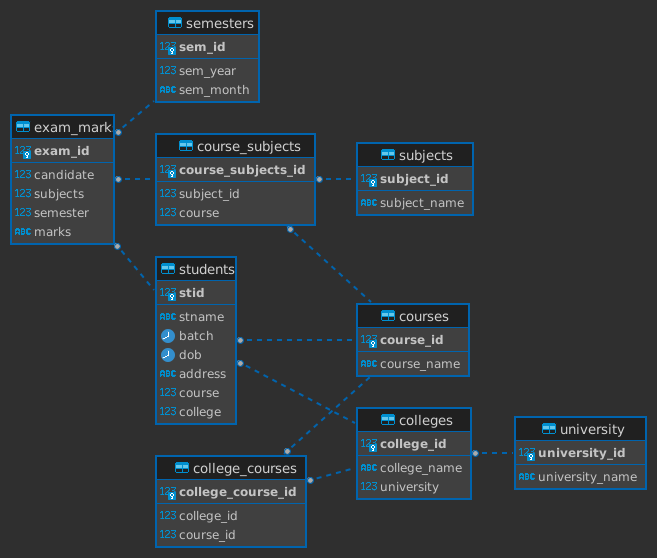 semesters
123 sem_id
123 sem_year
ABC sem_month
exam_mark
123 exam_id
123 candidate
123 subjects
123 semester
ABC marks
course_subjects
123 course_subjects_id
123 subject_id
123 course
subjects
123 subject_id
ABC subject_name
students
123 stid
ABC stname
batch
dob
ABC address
123 course
123 college
courses
123 course_id
ABC course_name
colleges
123 college_id
ABC college_name
123 university
university
123 university_id
ABC university_name
college_courses
123 college_course_id
123 college_id
123 course_id